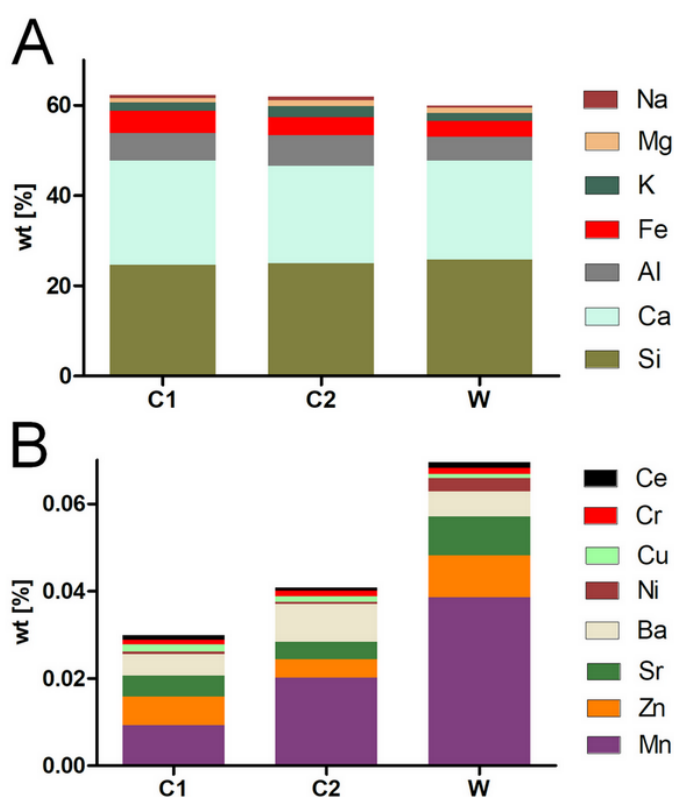 A
wt [%]
60
40
20
0
C1 C2 W
Na
Mg
K
Fe
Al
Ca
Si
B
wt [%]
0.06
0.04
0.02
0.00
C1 C2 W
Ce
Cr
Cu
Ni
Ba
Sr
Zn
Mn